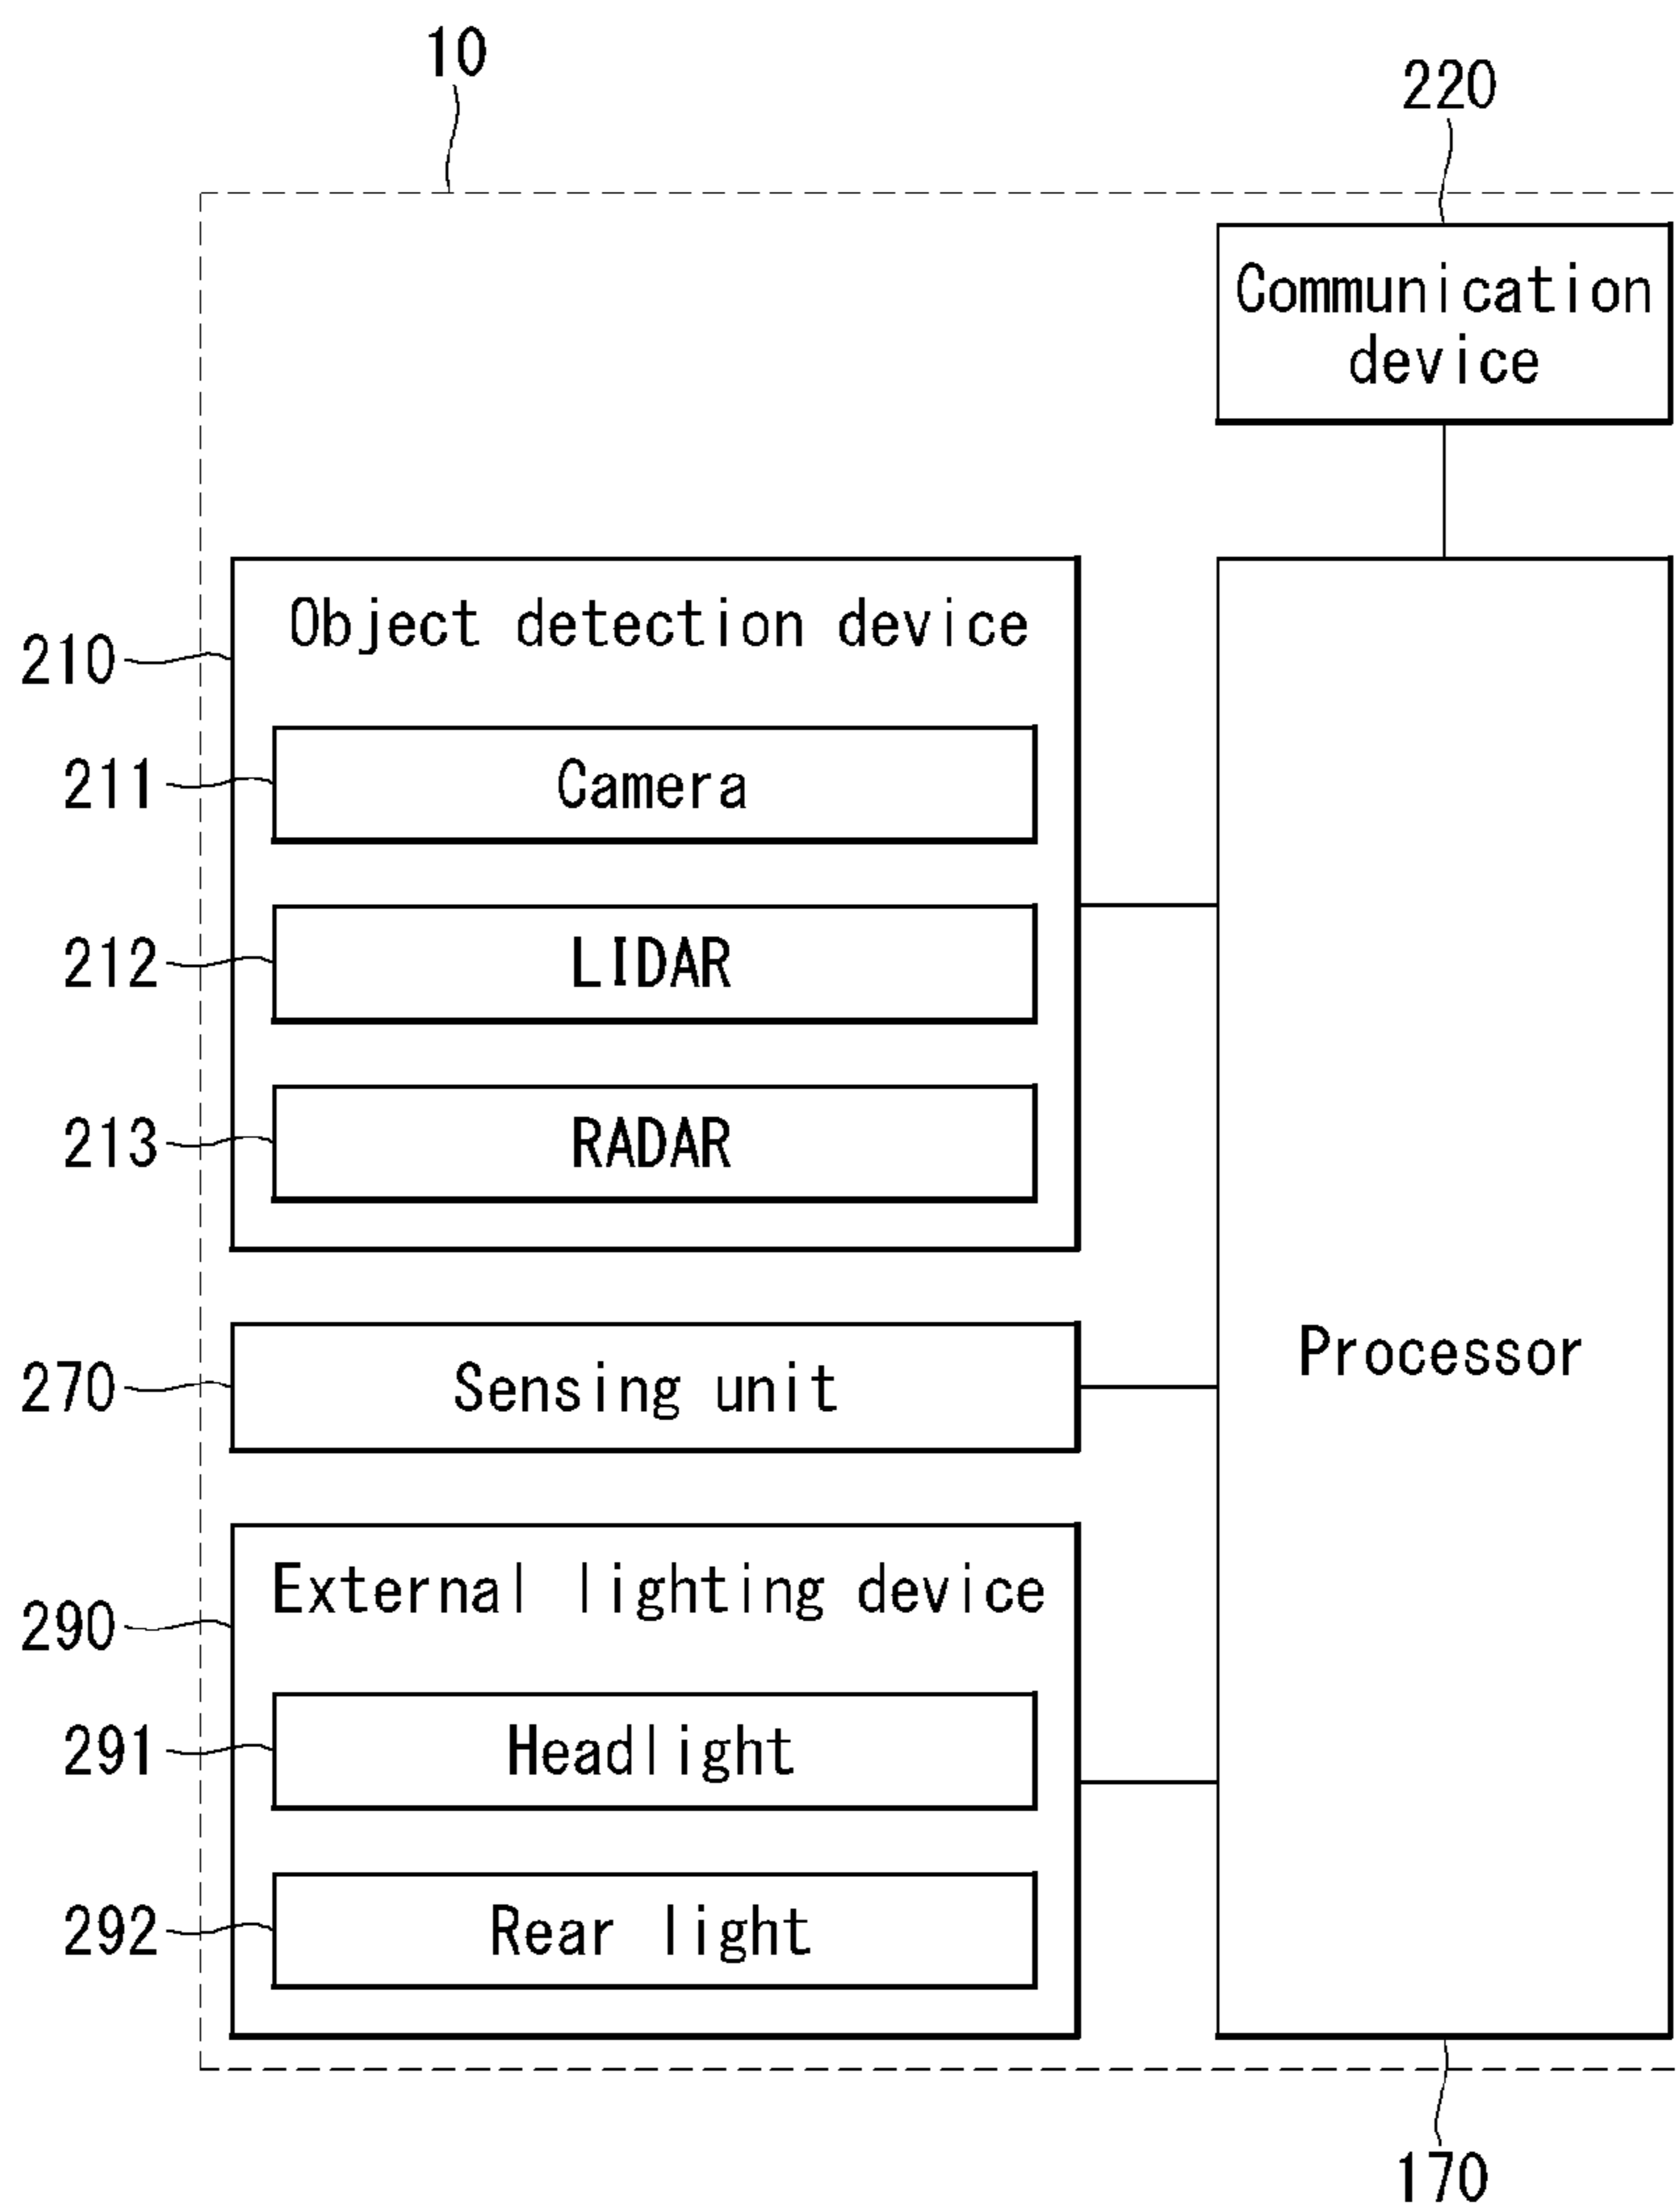 10
220
Communication
device
Object detection device
210
211
Camera
212
LIDAR
213
RADAR
270
Sensing unit
Processor
External lighting device
290
291
Headlight
292
Rear light
170